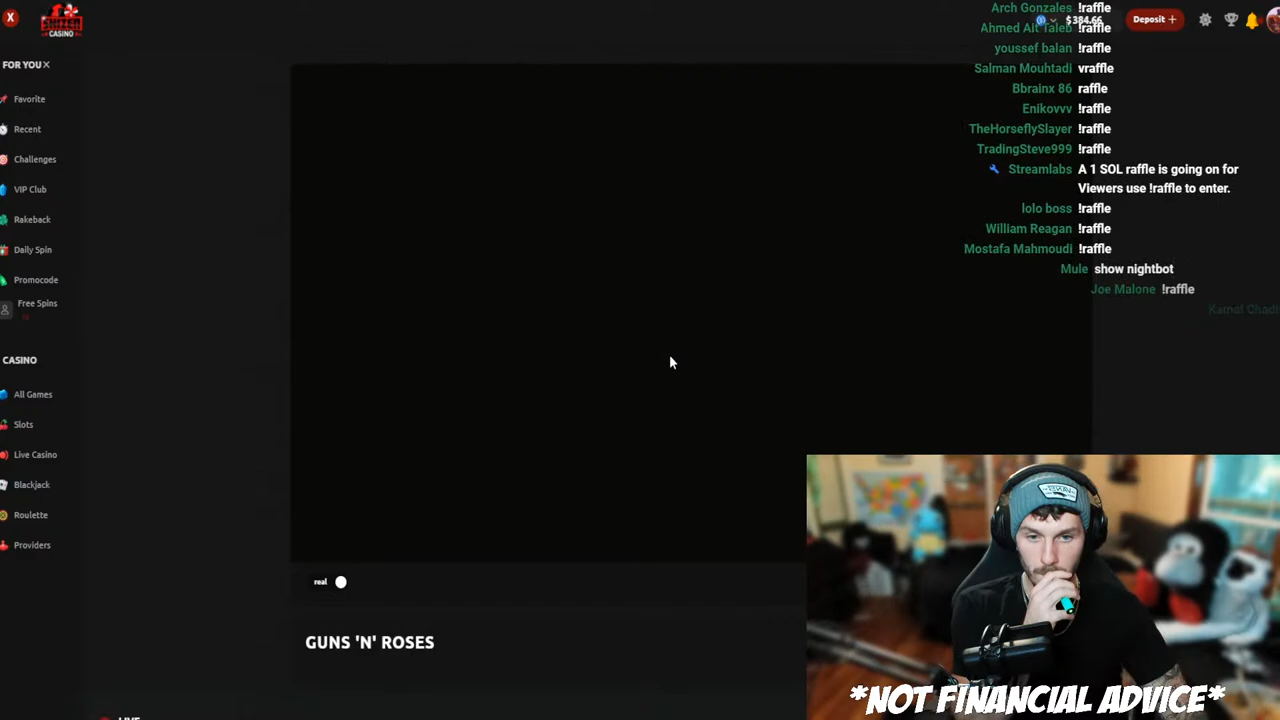 X
CASINO
$384.66
Deposit +
FOR YOU ×
Favorite
Recent
Challenges
VIP Club
Rakeback
Daily Spin
Promocode
Free Spins
CASINO
All Games
Slots
Live Casino
Blackjack
Roulette
Providers
real
GUNS 'N' ROSES
LIVE
Arch Gonzales !raffle
Ahmed Ait Taleb !raffle
youssef balan !raffle
Salman Mouhtadi vraffle
Bbrainx 86 raffle
Enikovvv !raffle
TheHorseflySlayer !raffle
TradingSteve999 !raffle
Streamlabs A 1 SOL raffle is going on for
Viewers use !raffle to enter.
lolo boss !raffle
William Reagan !raffle
Mostafa Mahmoudi !raffle
Mule show nightbot
Joe Malone !raffle
Kamal Chadi
*NOT FINANCIAL ADVICE*